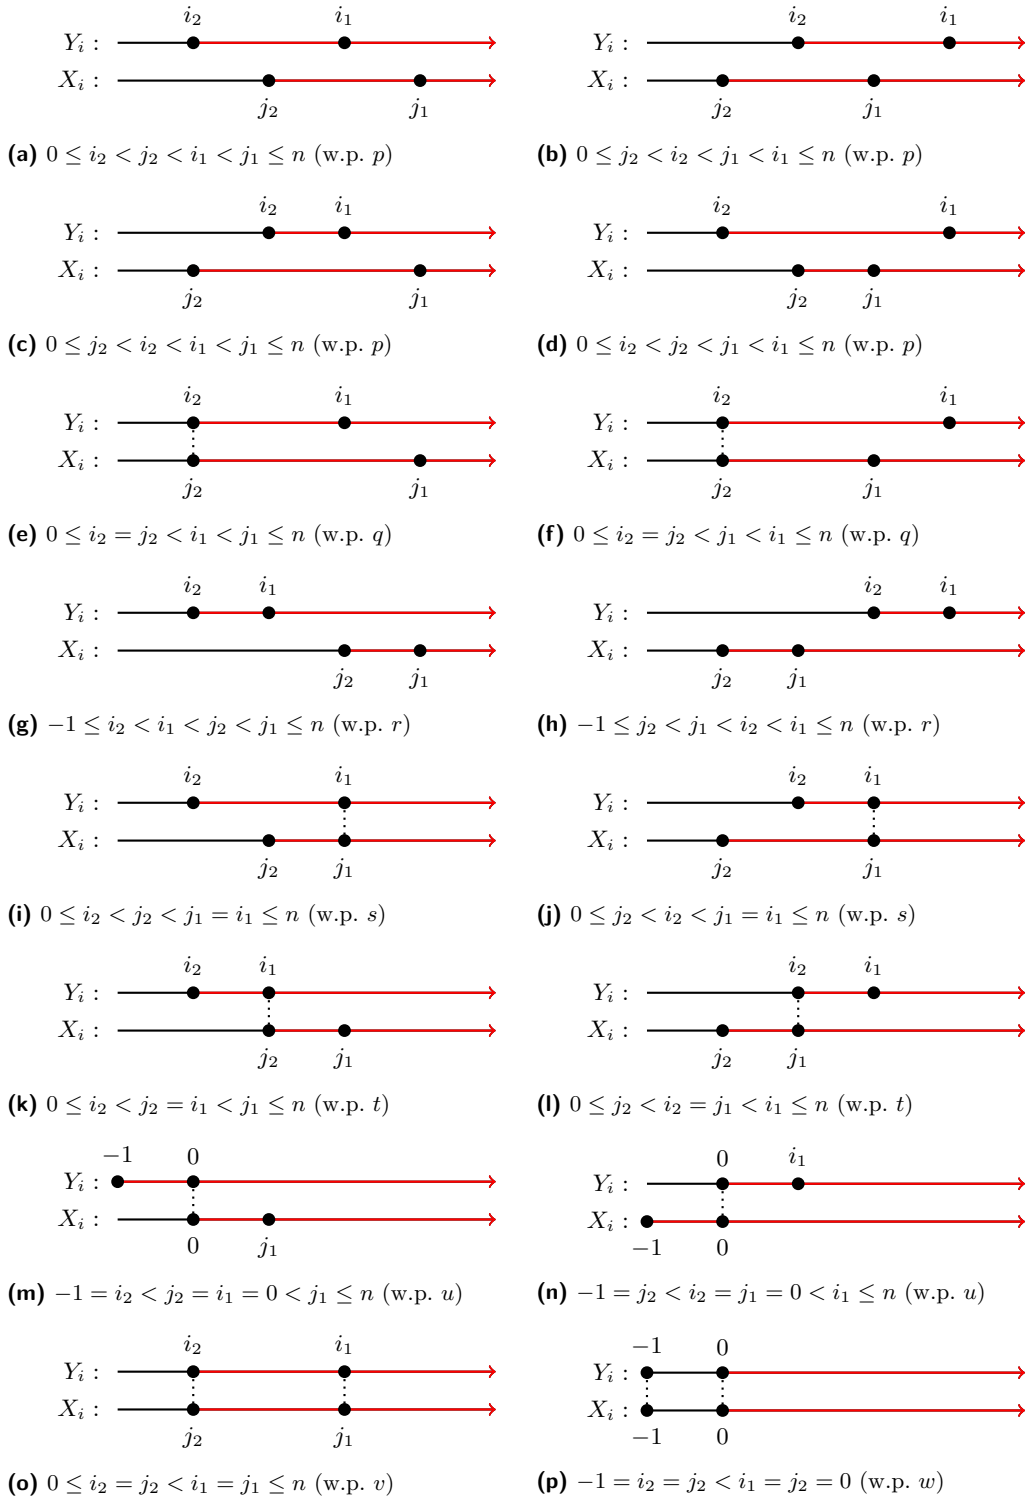 i₂ i₁ i₂ i₁
Yᵢ : Yᵢ :
Xᵢ : Xᵢ :
j₂ j₁ j₂ j₁
(a) 0 ≤ i₂ < j₂ < i₁ < j₁ ≤ n (w.p. p) (b) 0 ≤ j₂ < i₂ < j₁ < i₁ ≤ n (w.p. p)
i₂ i₁ i₂ i₁
Yᵢ : Yᵢ :
Xᵢ : Xᵢ :
j₂ j₁ j₂ j₁
(c) 0 ≤ j₂ < i₂ < i₁ < j₁ ≤ n (w.p. p) (d) 0 ≤ i₂ < j₂ < j₁ < i₁ ≤ n (w.p. p)
i₂ i₁ i₂ i₁
Yᵢ : Yᵢ :
Xᵢ : Xᵢ :
j₂ j₁ j₂ j₁
(e) 0 ≤ i₂ = j₂ < i₁ < j₁ ≤ n (w.p. q) (f) 0 ≤ i₂ = j₂ < j₁ < i₁ ≤ n (w.p. q)
i₂ i₁ i₂ i₁
Yᵢ : Yᵢ :
Xᵢ : Xᵢ :
j₂ j₁ j₂ j₁
(g) −1 ≤ i₂ < i₁ < j₂ < j₁ ≤ n (w.p. r) (h) −1 ≤ j₂ < j₁ < i₂ < i₁ ≤ n (w.p. r)
i₂ i₁ i₂ i₁
Yᵢ : Yᵢ :
Xᵢ : Xᵢ :
j₂ j₁ j₂ j₁
(i) 0 ≤ i₂ < j₂ < j₁ = i₁ ≤ n (w.p. s) (j) 0 ≤ j₂ < i₂ < j₁ = i₁ ≤ n (w.p. s)
i₂ i₁ i₂ i₁
Yᵢ : Yᵢ :
Xᵢ : Xᵢ :
j₂ j₁ j₂ j₁
(k) 0 ≤ i₂ < j₂ = i₁ < j₁ ≤ n (w.p. t) (l) 0 ≤ j₂ < i₂ = j₁ < i₁ ≤ n (w.p. t)
−1 0 0 i₁
Yᵢ : Yᵢ :
Xᵢ : Xᵢ :
0 j₁ −1 0
(m) −1 = i₂ < j₂ = i₁ = 0 < j₁ ≤ n (w.p. u) (n) −1 = j₂ < i₂ = j₁ = 0 < i₁ ≤ n (w.p. u)
i₂ i₁ −1 0
Yᵢ : Yᵢ :
Xᵢ : Xᵢ :
j₂ j₁ −1 0
(o) 0 ≤ i₂ = j₂ < i₁ = j₁ ≤ n (w.p. v) (p) −1 = i₂ = j₂ < i₁ = j₂ = 0 (w.p. w)